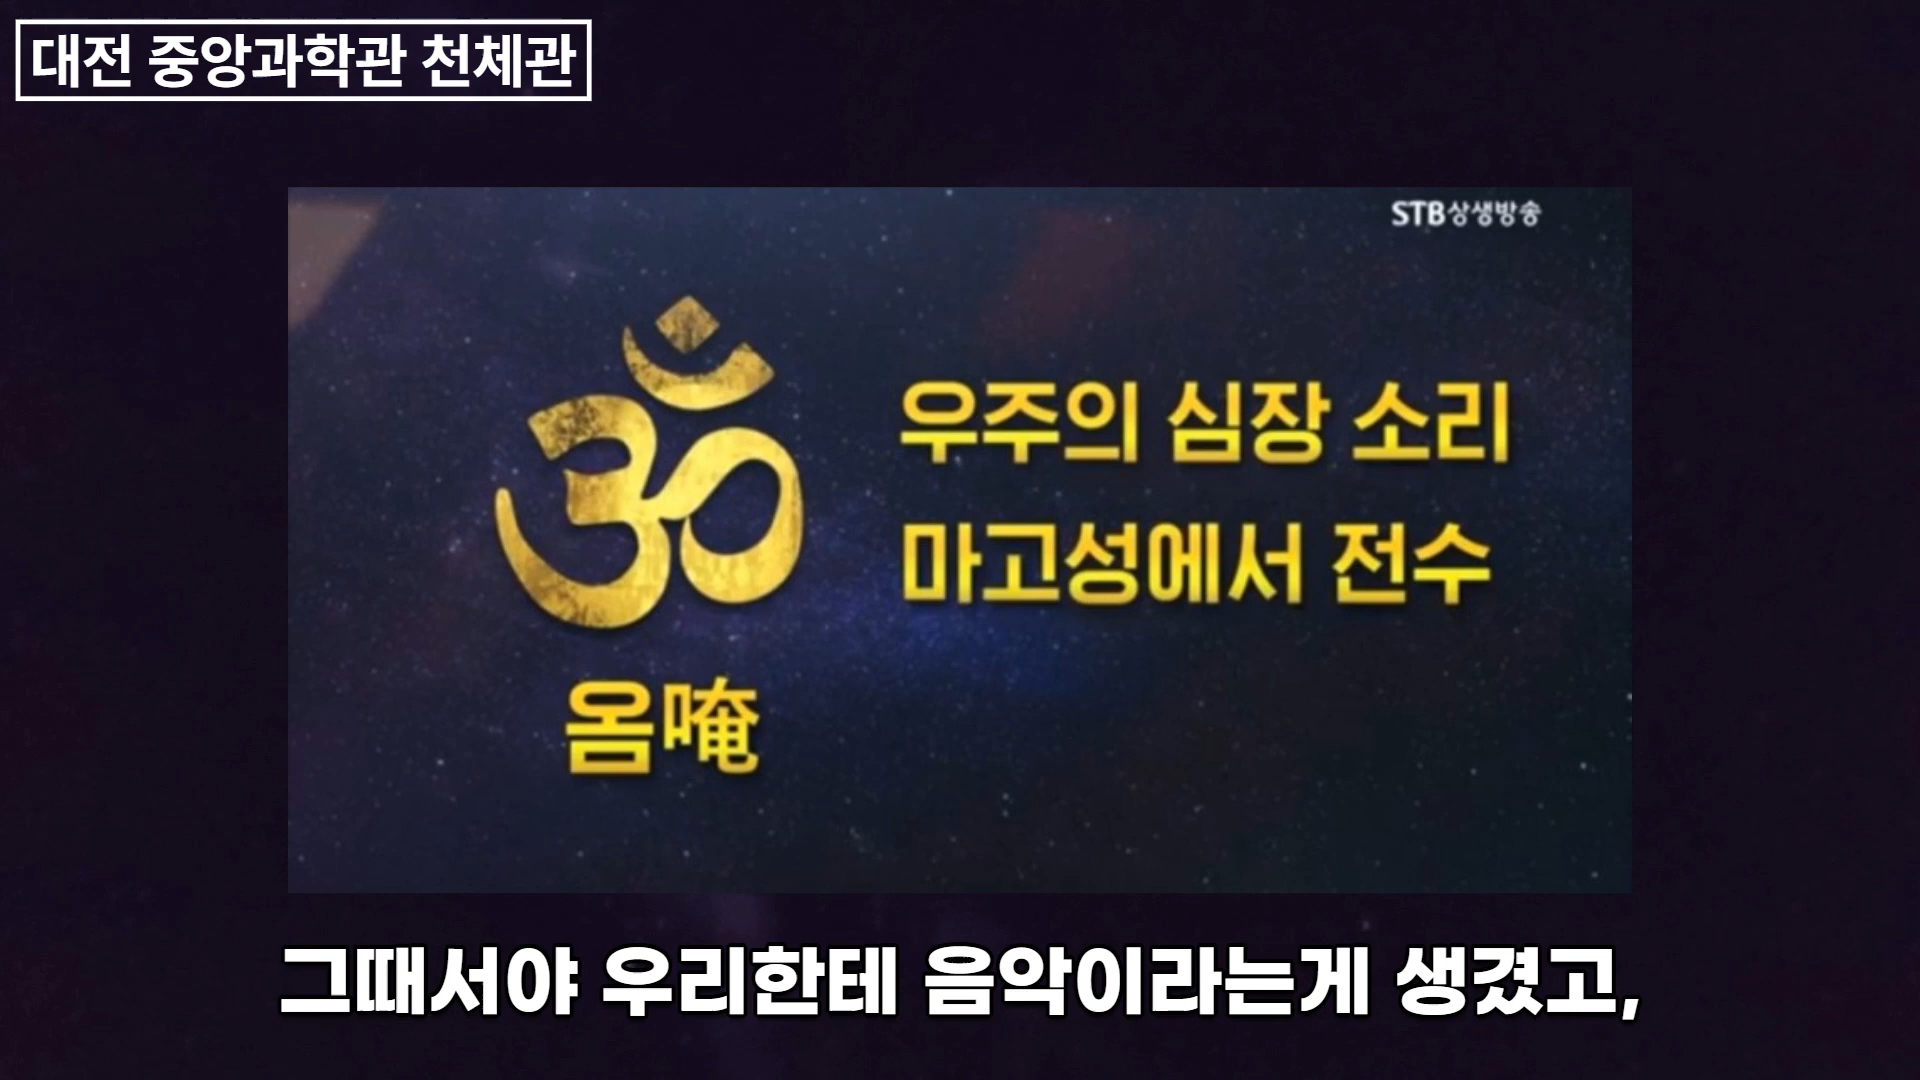 대전 중앙과학관 천체관
STB상생방송
ॐ
우주의 심장 소리
마고성에서 전수
옴唵
그때서야 우리한테 음악이라는게 생겼고,